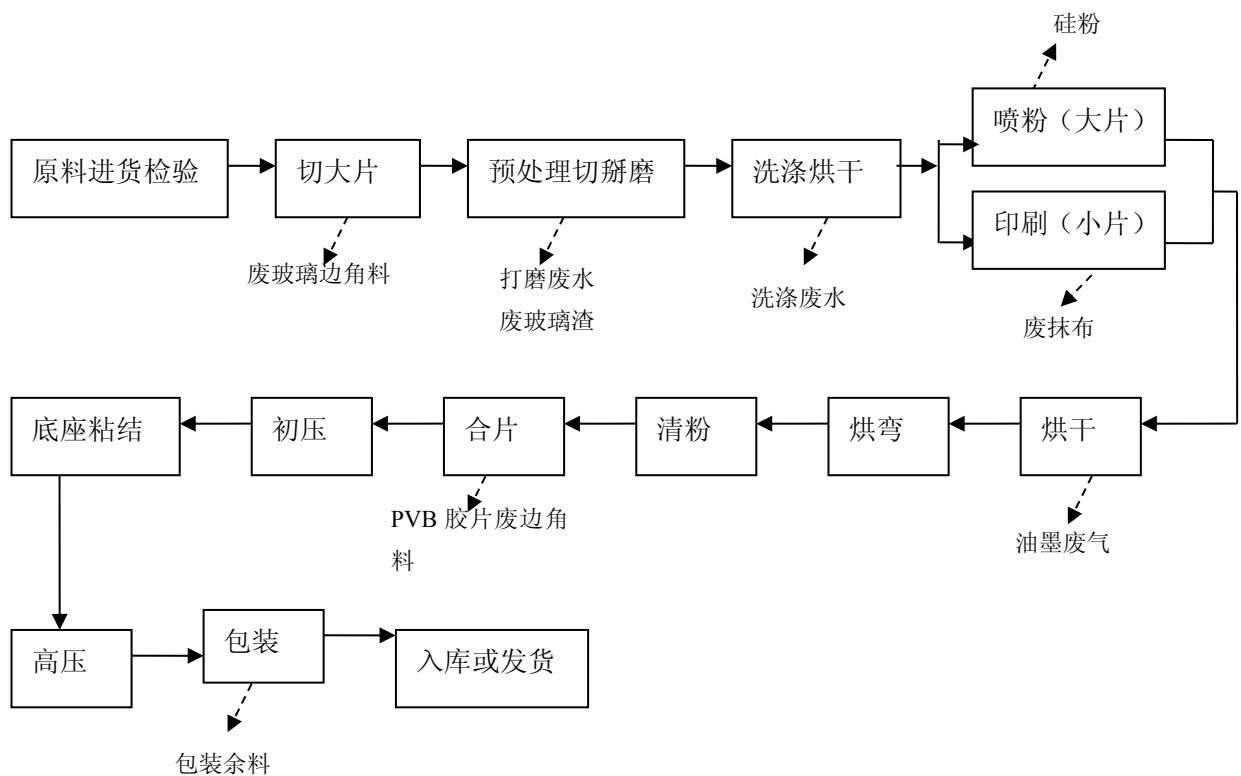 硅粉
喷粉（大片）
原料进货检验
切大片
预处理切掰磨
洗涤烘干
印刷（小片）
废玻璃边角料
打磨废水
废玻璃渣
洗涤废水
废抹布
底座粘结
初压
合片
清粉
烘弯
烘干
PVB 胶片废边角
料
油墨废气
高压
包装
入库或发货
包装余料